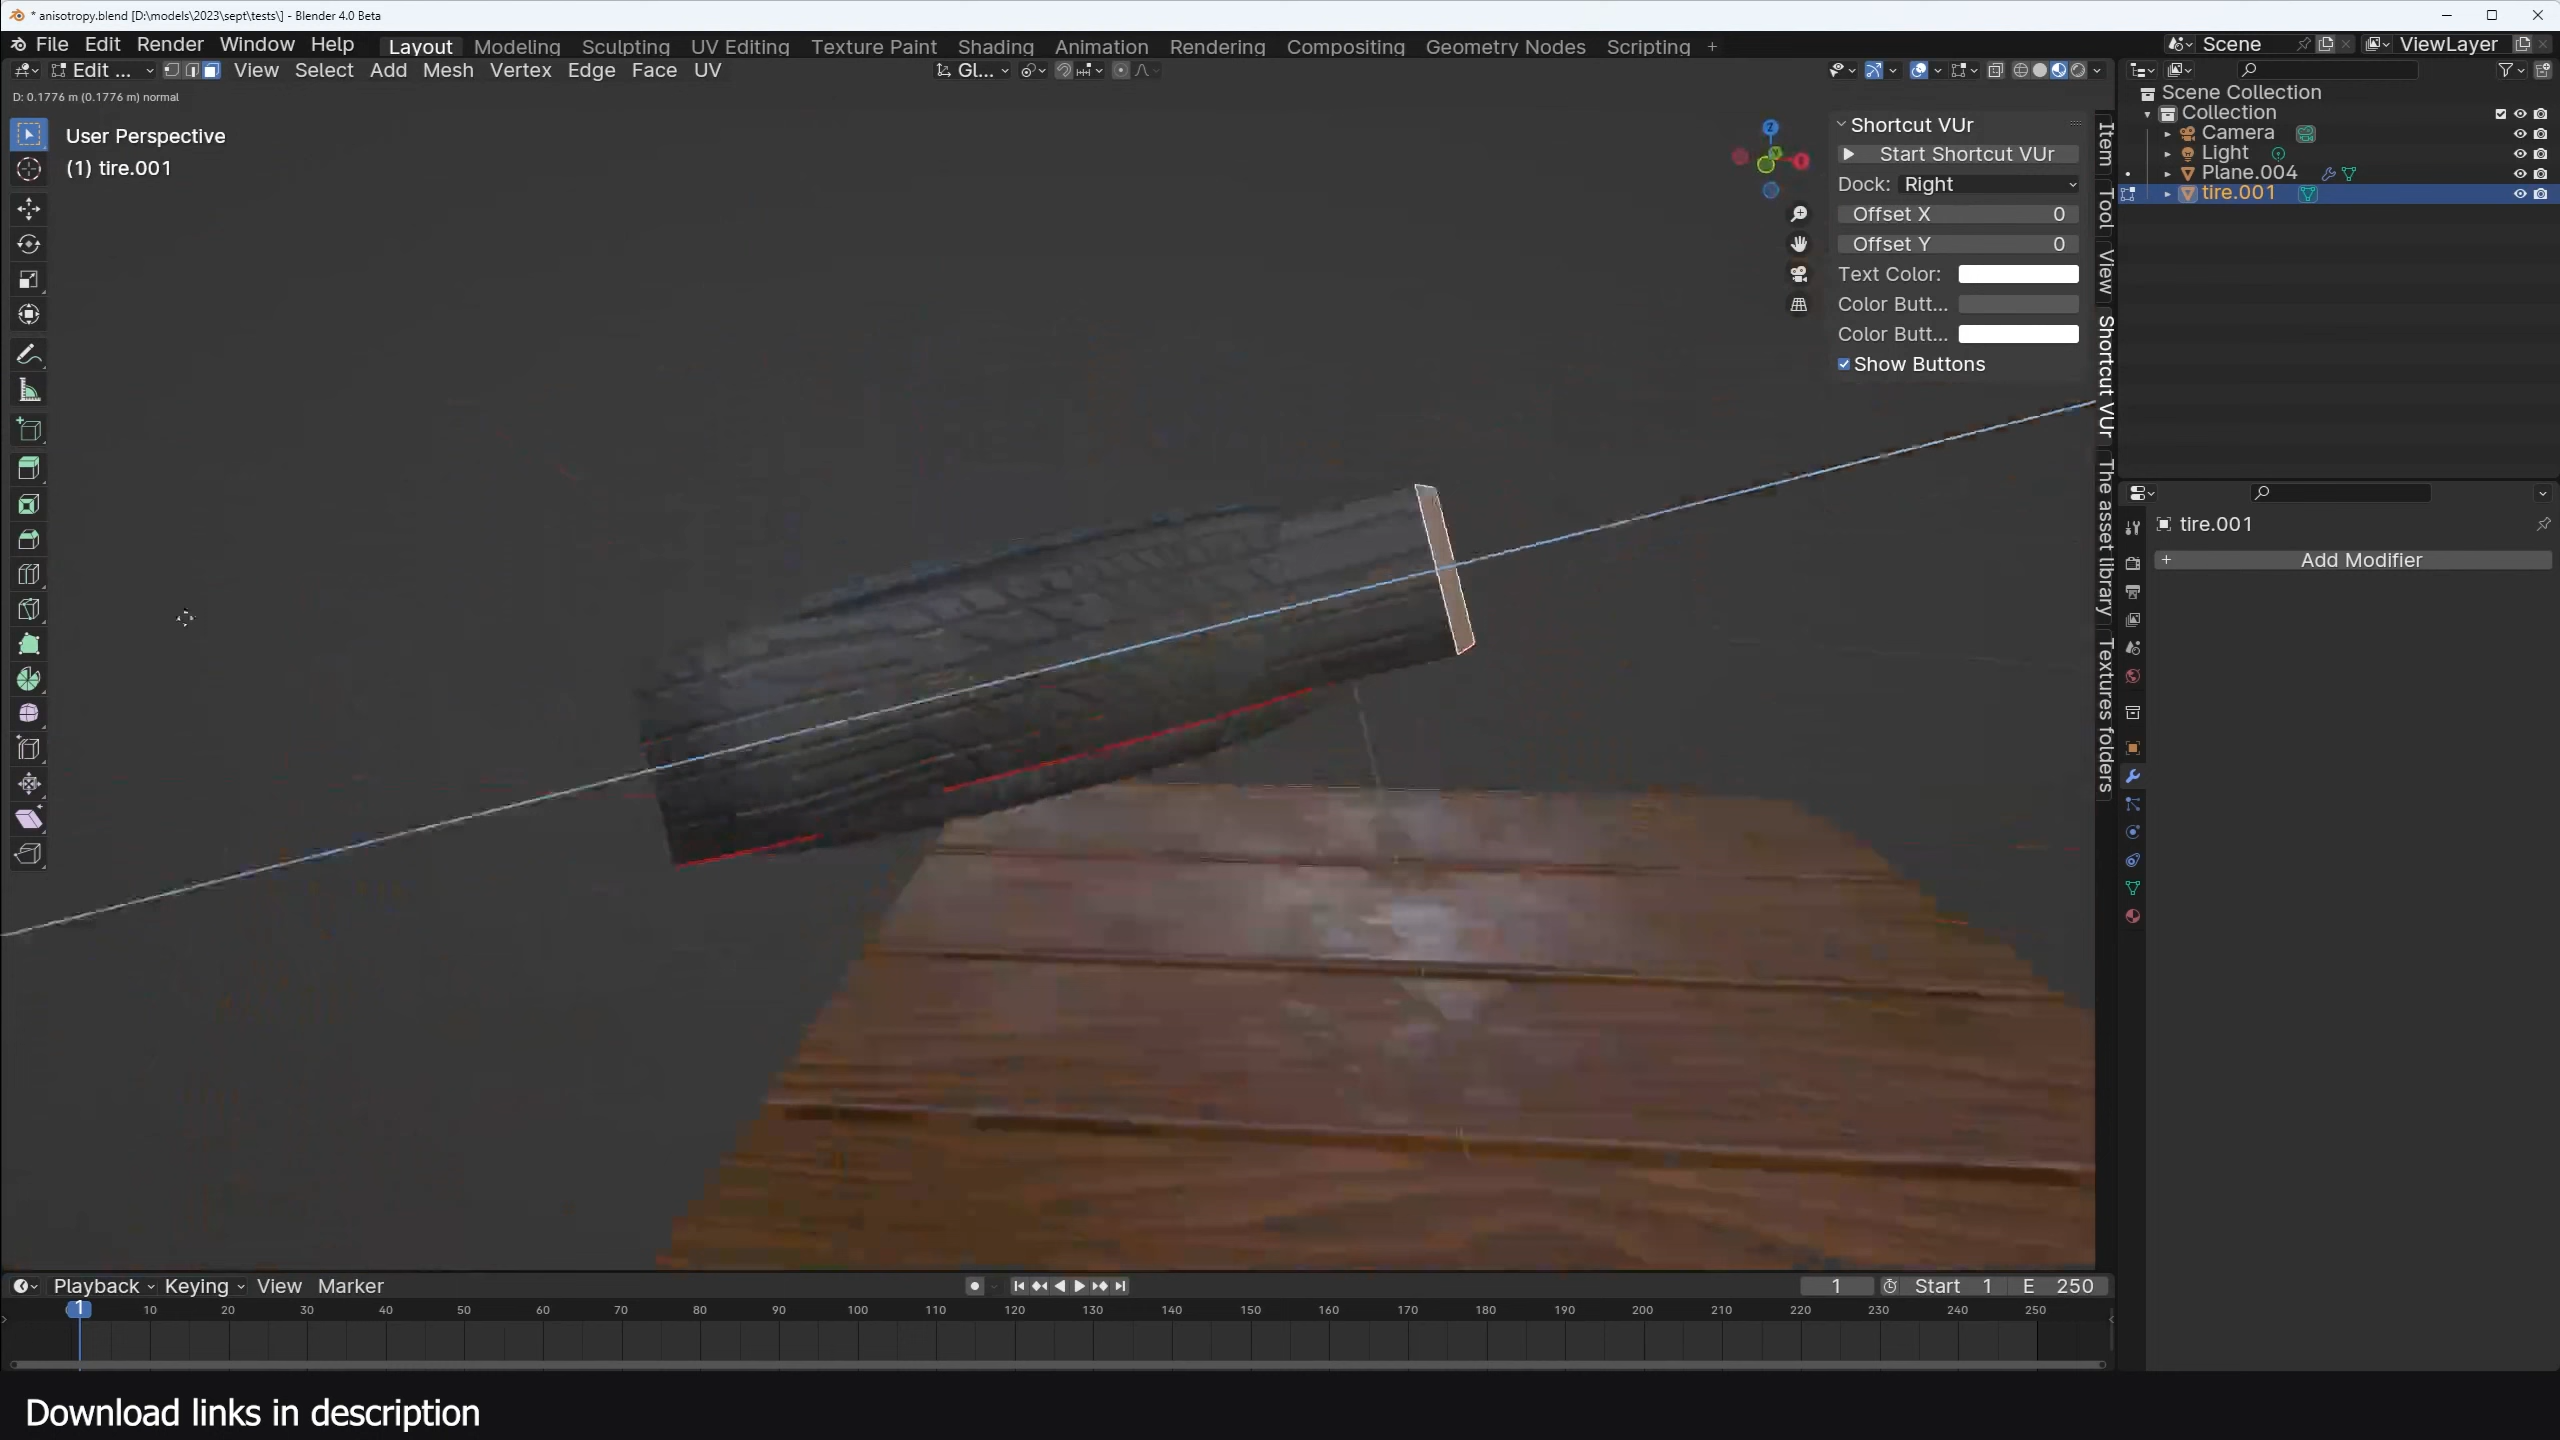 * anisotropy.blend [D:\models\2023\sept\tests\] - Blender 4.0 Beta
File Edit Render Window Help Layout Modeling Sculpting UV Editing Texture Paint Shading Animation Rendering Compositing Geometry Nodes Scripting + Scene ViewLayer
Edit ... View Select Add Mesh Vertex Edge Face UV Gl...
D: 0.1776 m (0.1776 m) normal
User Perspective
(1) tire.001
Z
Shortcut VUr
Start Shortcut VUr
Dock: Right
Offset X 0
Offset Y 0
Text Color:
Color Butt...
Color Butt...
Show Buttons
Item
Tool
View
Shortcut VUr
The asset library
Textures folders
Scene Collection
Collection
Camera
Light
Plane.004
tire.001
tire.001
+ Add Modifier
Playback Keying View Marker 1 Start 1 E 250
1 10 20 30 40 50 60 70 80 90 100 110 120 130 140 150 160 170 180 190 200 210 220 230 240 250
Download links in description